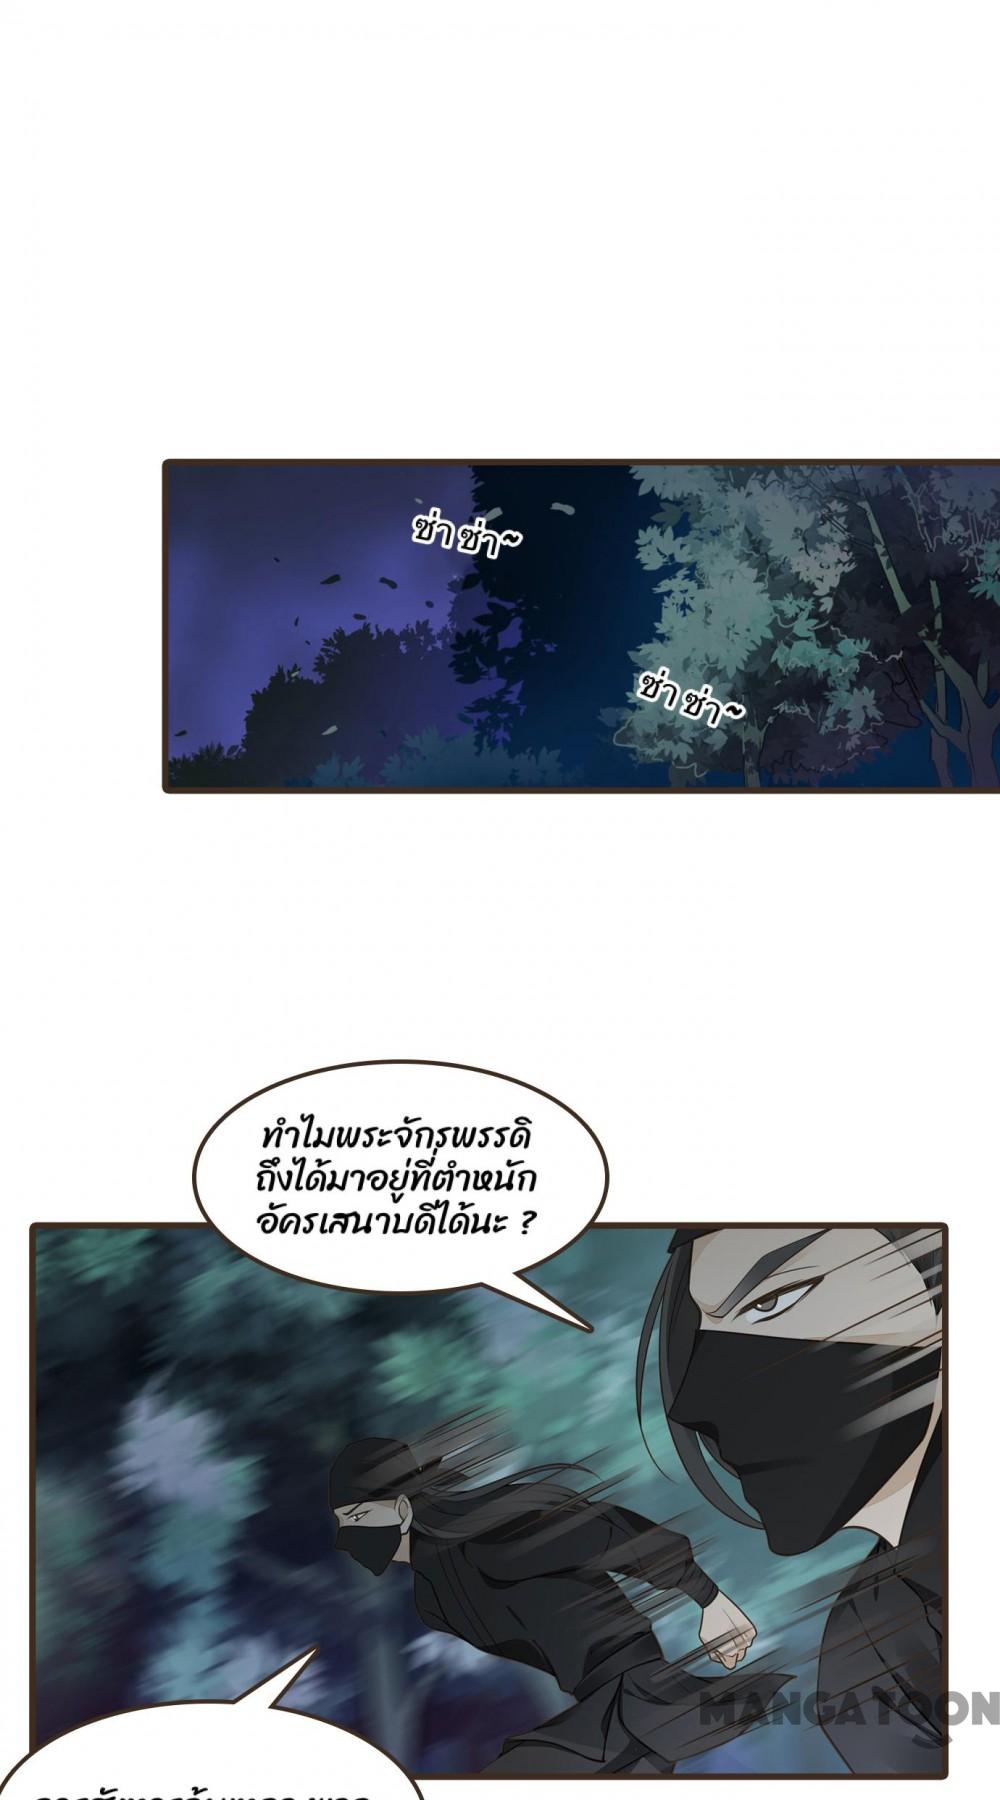 ซ่า ซ่า~
ซ่า ซ่า~
ทำไมพระจักรพรรดิ
ถึงได้มาอยู่ที่ตำหนัก
อัครเสนาบดีได้นะ ?
MANGATOON